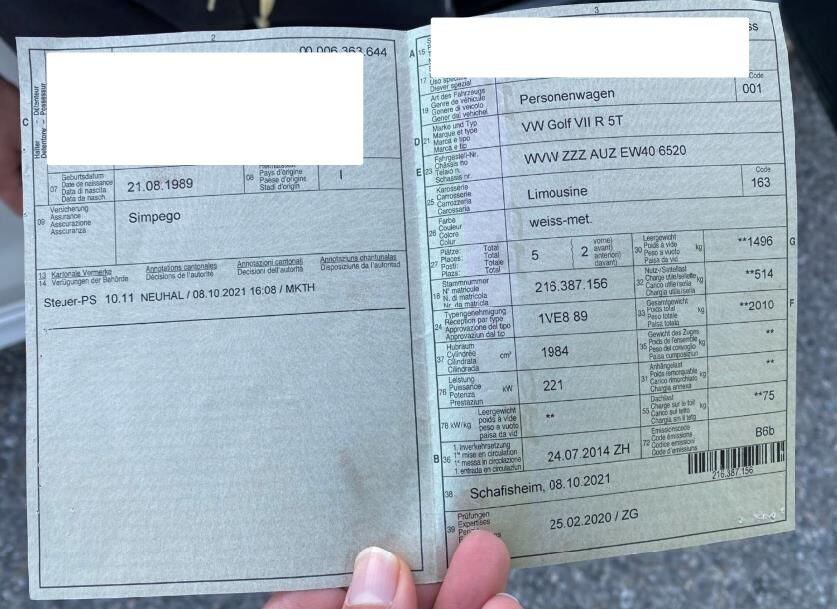 2
00.006.363.644
C
Halter - Détenteur
Detentore - Possessur
07
Geburtsdatum
Date de naissance
Data di nascita
Data da nasch.
21.08.1989
08
Pays d'origine
Paese d'origine
Stadi d'origin
I
09
Versicherung
Assurance
Assicurazione
Assicuranza
Simpego
13 Kantonale Vermerke
14 Verfügungen der Behörde
Annotations cantonales
Décisions de l'autorité
Annotazioni cantonali
Decisioni dell'autorità
Annotaziuns chantunalas
Disposiziuns da l'autoritad
Steuer-PS 10.11 NEUHAL / 08.10.2021 16:08 / MKTH
3
A 15
SS
17
Uso speciale
Diever spezial
19
Art des Fahrzeugs
Genre de véhicule
Genere di veicolo
Gener dal vehichel
Personenwagen
Code
001
D 21
Marke und Typ
Marque et type
Marca e tipo
Marca e tip
VW Golf VII R 5T
E 23
Fahrgestell-Nr.
Châssis no
Telaio n.
Schassis nr.
WVW ZZZ AUZ EW40 6520
25
Karosserie
Carrosserie
Carrozzeria
Carossaria
Limousine
Code
163
26
Farbe
Couleur
Colore
Colur
weiss-met.
27
Plätze: Total
Places: Total
Posti: Totale
Plazs: Total
5
2
vorne)
avant)
anteriori)
davant)
30
Leergewicht
Poids à vide
Peso a vuoto
Paisa da vid
kg
**1496
G
18
Stammnummer
N° matricule
N. di matricola
Nr. da matricla
216.387.156
32
Nutz-/Sattellast
Charge utile/sellette
Carico utile/sella
Chargia utila/sella
kg
**514
24
Typengenehmigung
Réception par type
Approvazione del tipo
Approvaziun dal tip
1VE8 89
33
Gesamtgewicht
Poids total
Peso totale
Paisa totala
kg
**2010
F
37
Hubraum
Cylindrée
Cilindrata
Cilindrada
cm³
1984
35
Gewicht des Zuges
Poids de l'ensemble
Peso del convoglio
Paisa cumposiziun
kg
**
76
Leistung
Puissance
Potenza
Prestaziun
kW
221
31
Anhängelast
Poids remorquable
Carico rimorchiato
Chargia annexa
kg
**
78 kW/kg
Leergewicht
poids à vide
peso a vuoto
paisa da vid
**
55
Dachlast
Charge sur le toit
Carico sul tetto
Chargia sin il tetg
kg
**75
B 36
1. Inverkehrsetzung
1re mise en circulation
1a messa in circolazione
1. entrada en circulaziun
24.07.2014 ZH
72
Emissionscode
Code émissions
Codice emissioni
Code d'emissiuns
B6b
216.387.156
38
Schafisheim, 08.10.2021
39
Prüfungen
Expertises
25.02.2020 / ZG